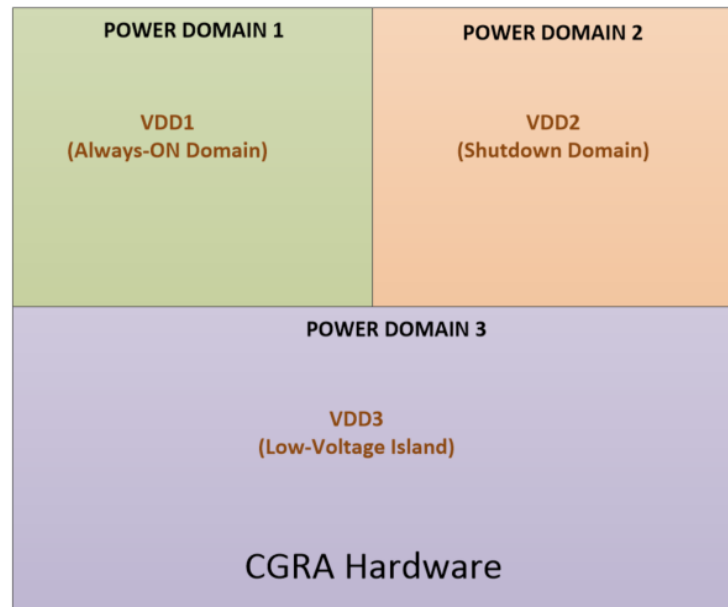 POWER DOMAIN 1
VDD1
(Always-ON Domain)
POWER DOMAIN 2
VDD2
(Shutdown Domain)
POWER DOMAIN 3
VDD3
(Low-Voltage Island)
CGRA Hardware